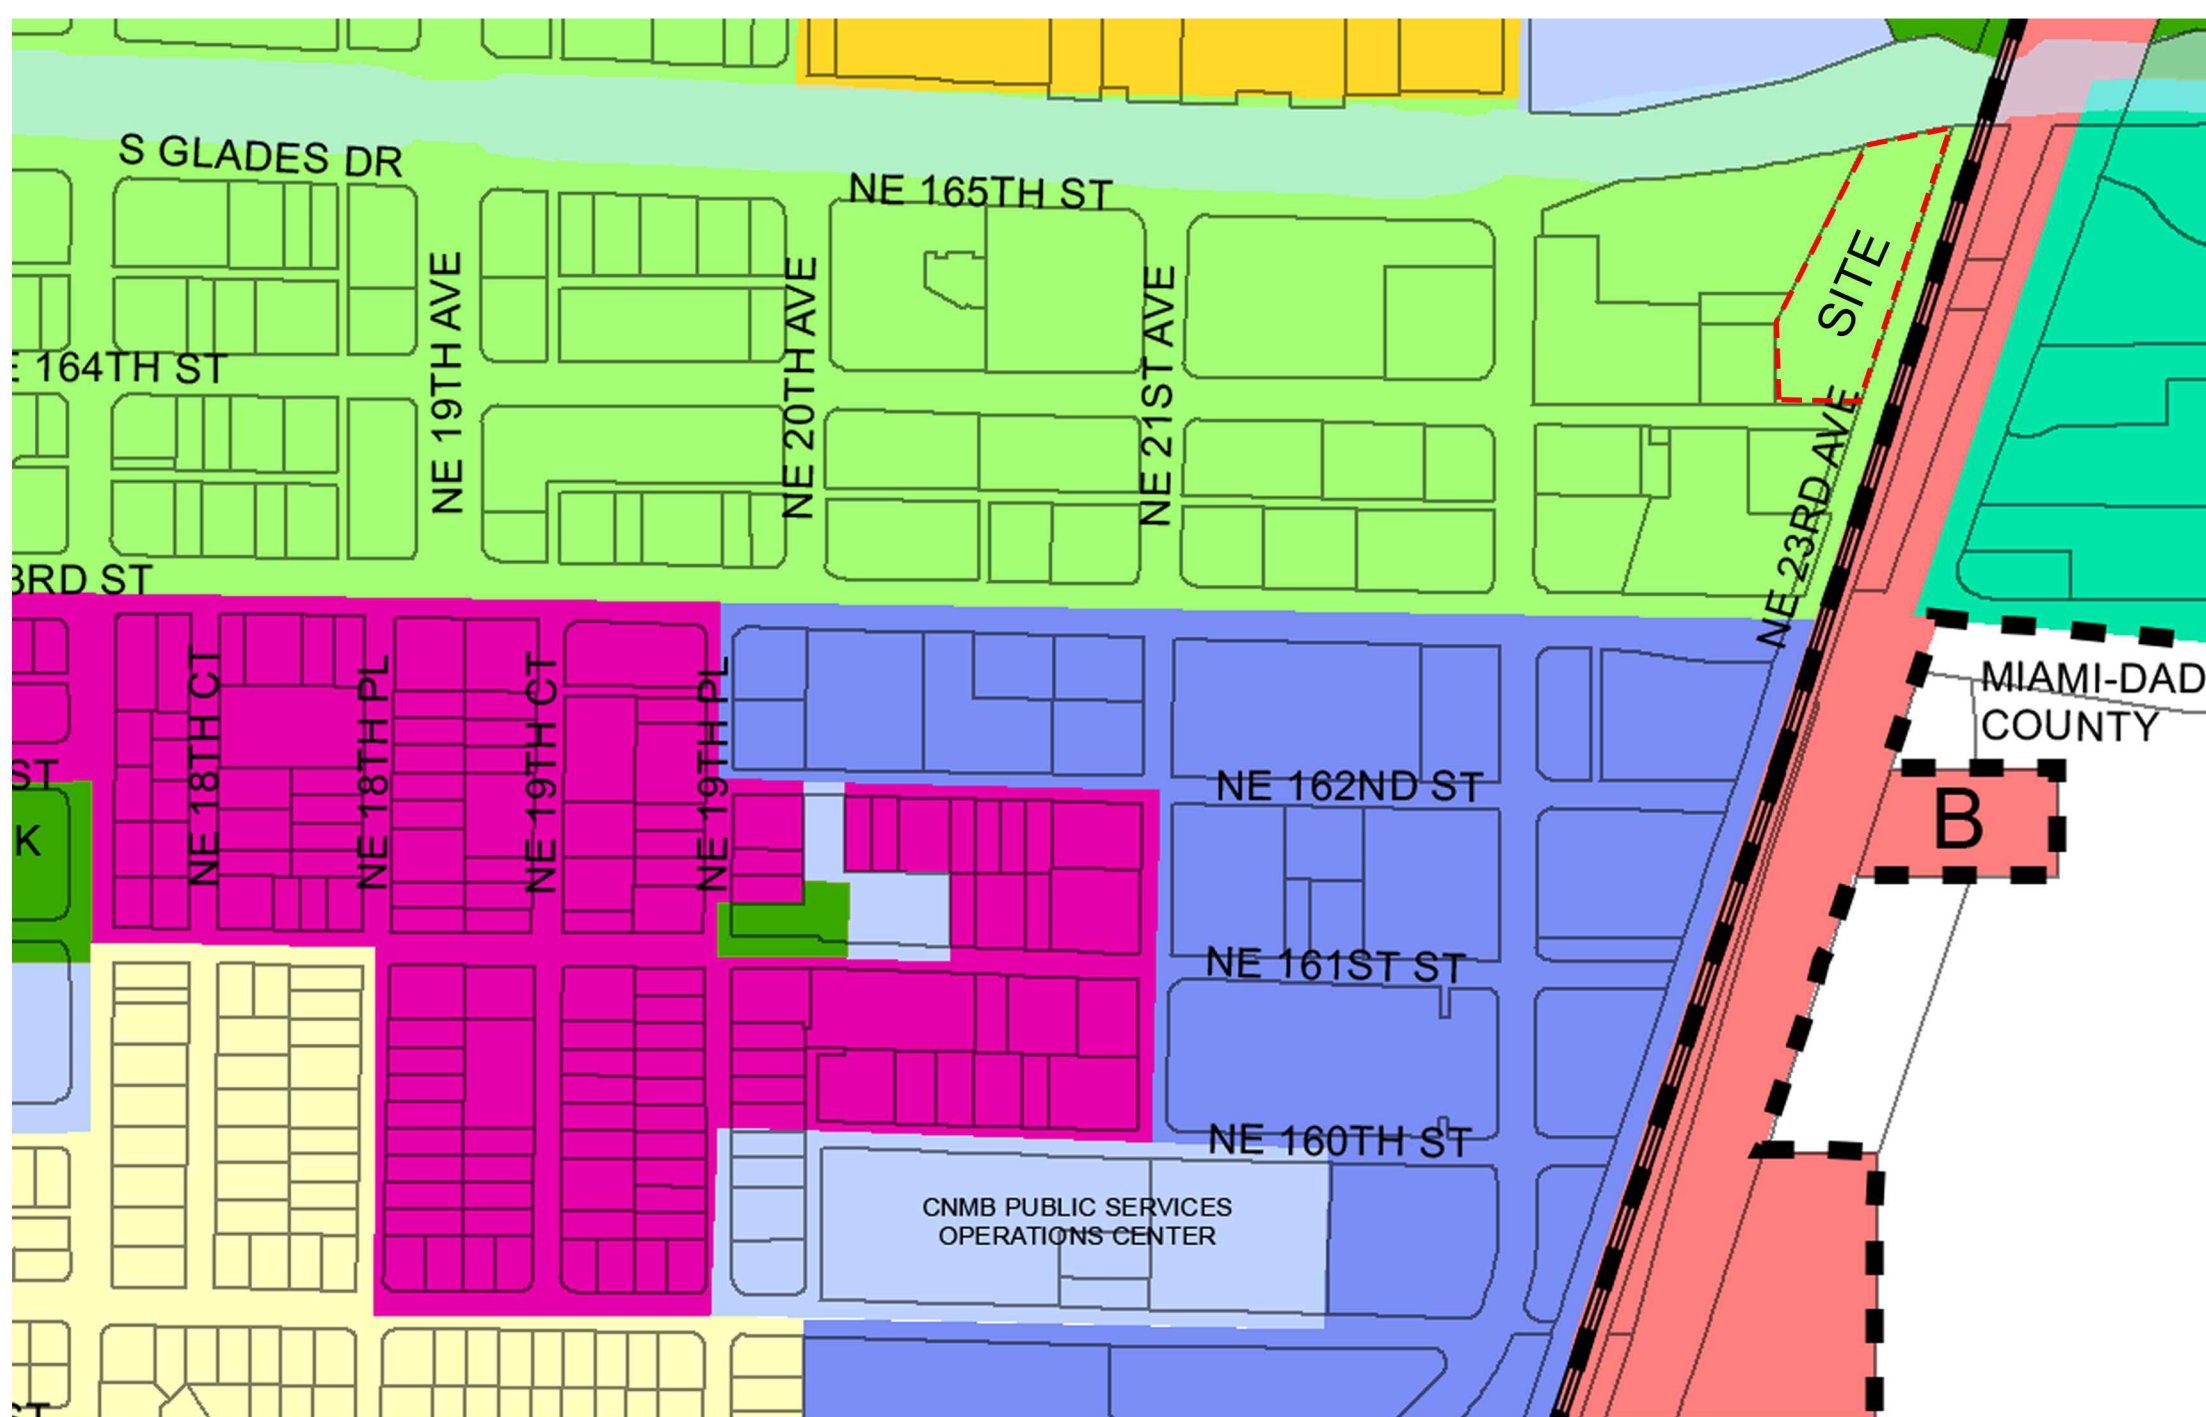 S GLADES DR
NE 165TH ST
SITE
NE 19TH AVE
NE 20TH AVE
NE 21ST AVE
164TH ST
NE 23RD AVE
3RD ST
MIAMI-DAD
COUNTY
NE 18TH CT
NE 18TH PL
NE 19TH CT
NE 19TH PL
ST
NE 162ND ST
B
K
NE 161ST ST
NE 160TH ST
CNMB PUBLIC SERVICES
OPERATIONS CENTER
ST